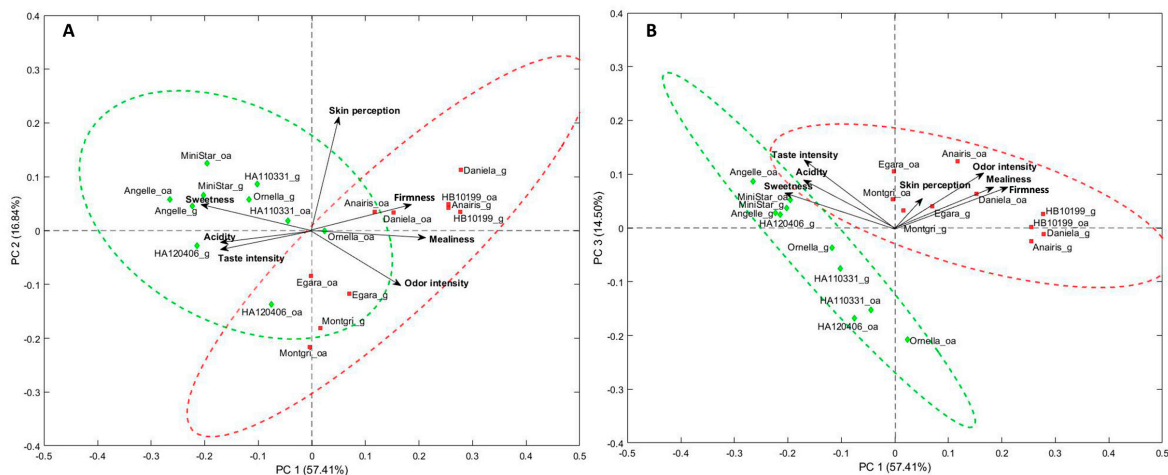 A
PC 2 (16.84%)
0.4
0.3
0.2
0.1
0
-0.1
-0.2
-0.3
-0.4
-0.5 -0.4 -0.3 -0.2 -0.1 0 0.1 0.2 0.3 0.4 0.5
PC 1 (57.41%)
Skin perception
MiniStar_oa
HA110331_g
Daniela_g
Angelle_oa
MiniStar_g
Ornella_g
Sweetness
Firmness
HB10199_oa
Anairis_oa
Anairis_g
Angelle_g
HA110331_oa
Daniela_oa
HB10199_g
Acidity
Ornella_oa
Mealiness
HA120406_g
Taste intensity
Egara_oa
Odor intensity
Egara_g
HA120406_oa
Montgri_g
Montgri_oa
B
PC 3 (14.50%)
0.4
0.3
0.2
0.1
0
-0.1
-0.2
-0.3
-0.4
-0.5 -0.4 -0.3 -0.2 -0.1 0 0.1 0.2 0.3 0.4 0.5
PC 1 (57.41%)
Taste intensity
Anairis_oa
Egara_oa
Odor intensity
Angelle_oa
Acidity
Mealiness
Sweetness
Skin perception
Firmness
MiniStar_oa
Montgri_oa
Daniela_oa
MiniStar_g
Angelle_g
Egara_g
HB10199_g
HA120406_g
Montgri_g
HB10199_oa
Daniela_g
Ornella_g
Anairis_g
HA110331_g
HA110331_oa
HA120406_oa
Ornella_oa